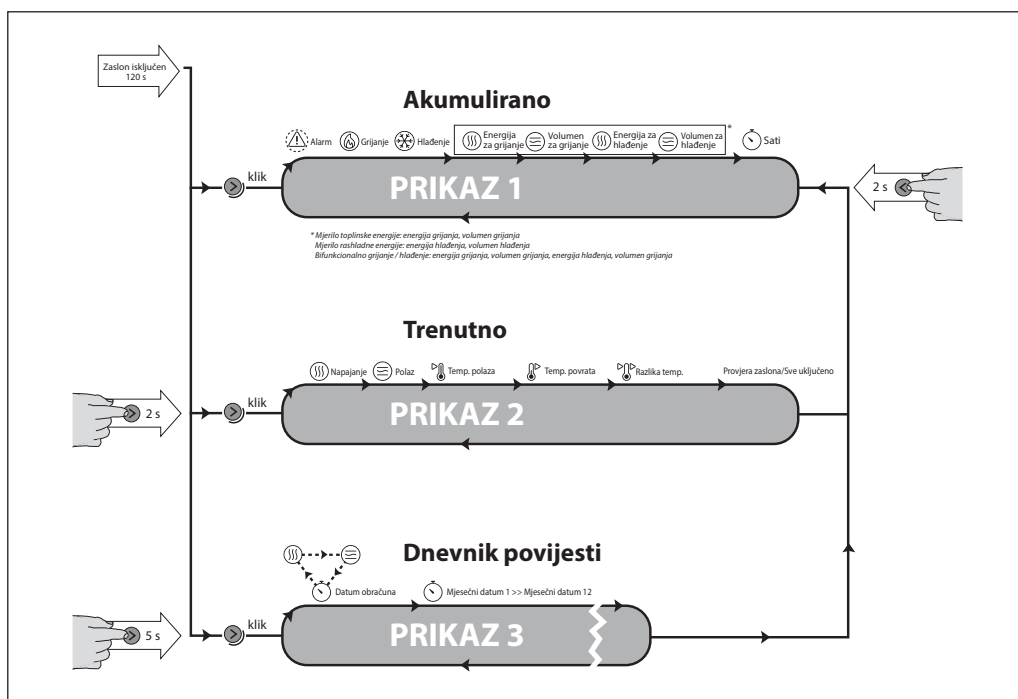 Zaslon isključen
120 s
Akumulirano
Alarm
Grijanje
Hlađenje
Energija
za grijanje
Volumen
za grijanje
Energija za
hlađenje
Volumen za
hlađenje
*
Sati
klik
PRIKAZ 1
2 s
* Mjerilo toplinske energije: energija grijanja, volumen grijanja
Mjerilo rashladne energije: energija hlađenja, volumen hlađenja
Bifunkcionalno grijanje / hlađenje: energija grijanja, volumen grijanja, energija hlađenja, volumen grijanja
Trenutno
Napajanje
Polaz
Temp. polaza
Temp. povrata
Razlika temp.
Provjera zaslona/Sve uključeno
2 s
klik
PRIKAZ 2
Dnevnik povijesti
Datum obračuna
Mjesečni datum 1 >> Mjesečni datum 12
5 s
klik
PRIKAZ 3